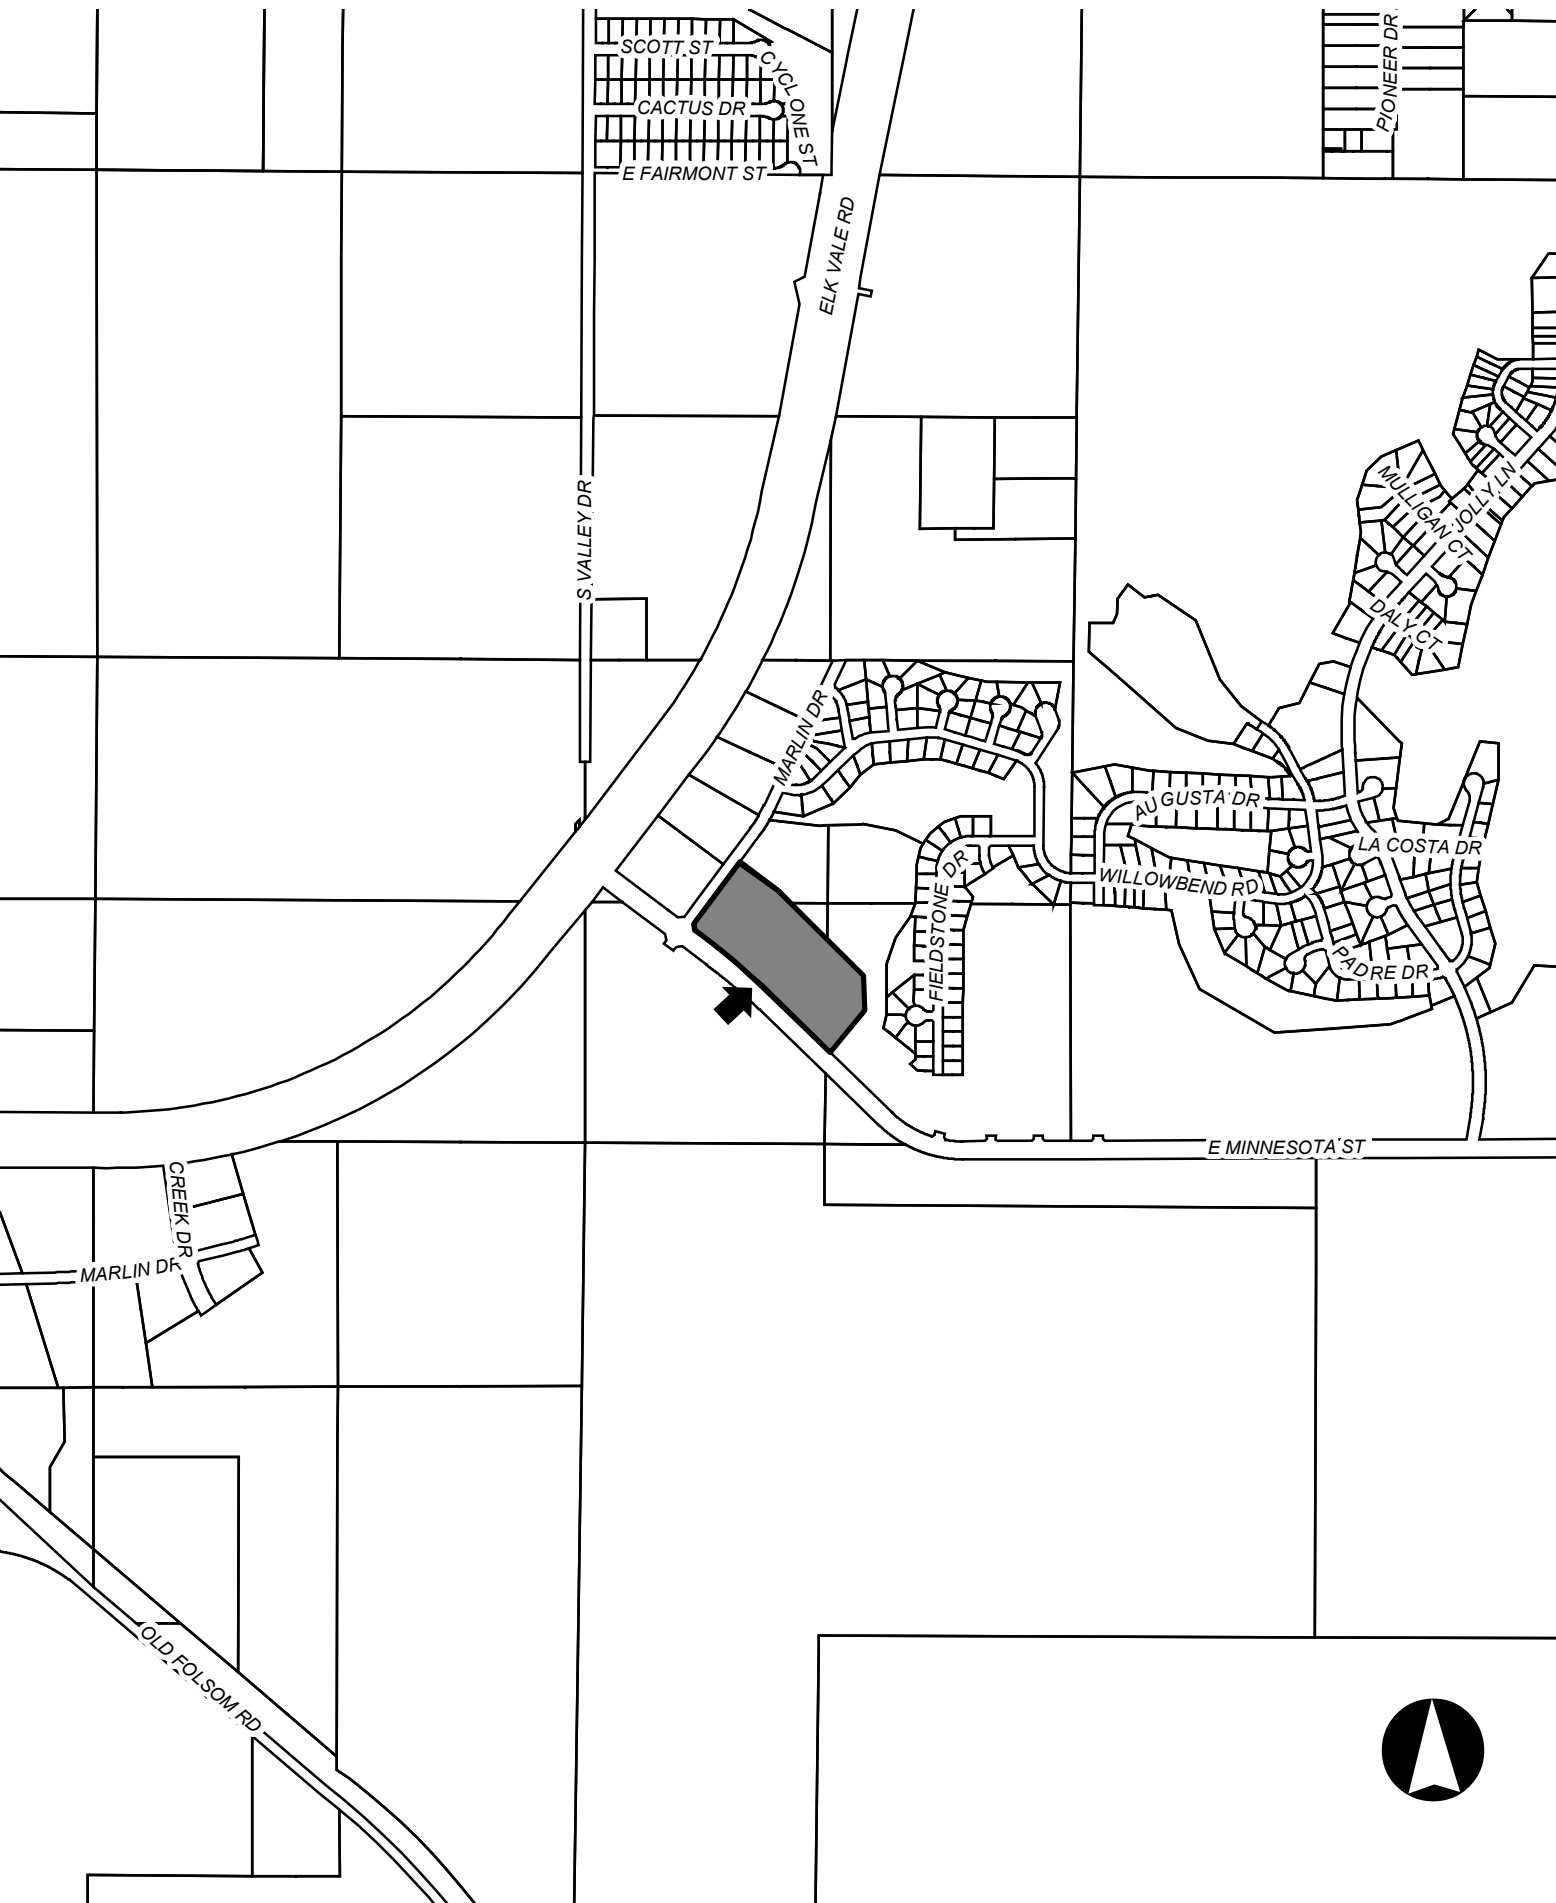 SCOTT ST
CYCLONE ST
PIONEER DR
CACTUS DR
E FAIRMONT ST
ELK VALE RD
S VALLEY DR
MULLIGAN CT
JOLLY LN
DALY CT
MARLIN DR
AUGUSTA DR
LA COSTA DR
FIELDSTONE DR
WILLOWBEND RD
PADRE DR
E MINNESOTA ST
CREEK DR
MARLIN DR
OLD FOLSOM RD